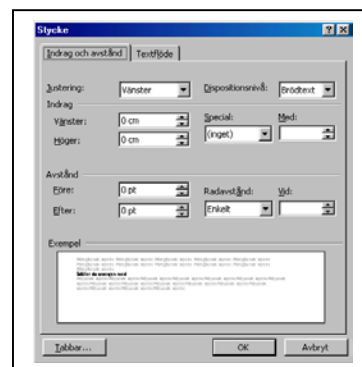 Stycke
Indrag och avstånd Textflöde
Justering: Vänster Dispositionsnivå: Brödtext
Indrag
Vänster: 0 cm Special: Med:
Höger: 0 cm (inget)
Avstånd
Före: 0 pt Radavstånd: Vid:
Efter: 0 pt Enkelt
Exempel
Tabbar... OK Avbryt